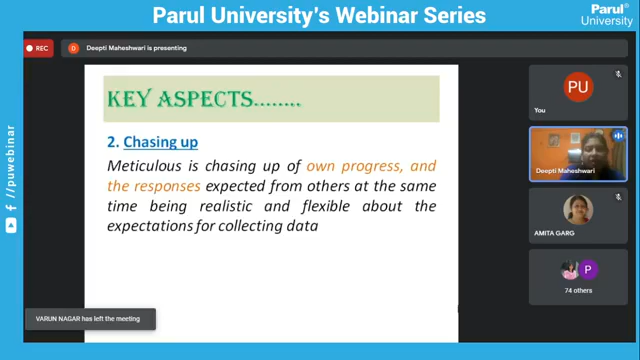 Parul University's Webinar Series
Parul®
University
REC
D
Deepti Maheshwari is presenting
KEY ASPECTS........
2. Chasing up
Meticulous is chasing up of own progress, and
the responses expected from others at the same
time being realistic and flexible about the
expectations for collecting data
PU
You
Deepti Maheshwari
AMITA GARG
P
74 others
VARUN NAGAR has left the meeting
/puwebinar